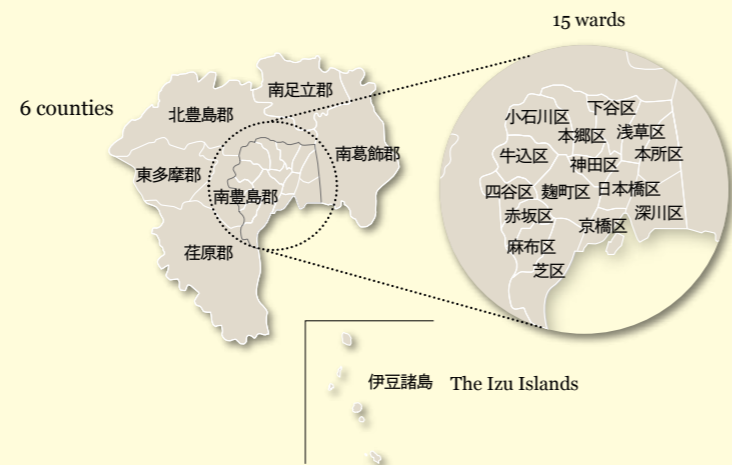 15 wards
6 counties
南足立郡
北豊島郡
南葛飾郡
東多摩郡
南豊島郡
荏原郡
下谷区
小石川区
浅草区
本郷区
牛込区
本所区
神田区
四谷区
麹町区
日本橋区
赤坂区
深川区
京橋区
麻布区
芝区
伊豆諸島 The Izu Islands